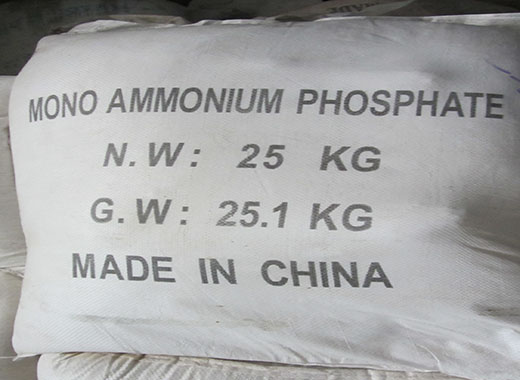 MONO AMMONIUM PHOSPHATE
N.W: 25 KG
G.W: 25.1 KG
MADE IN CHINA